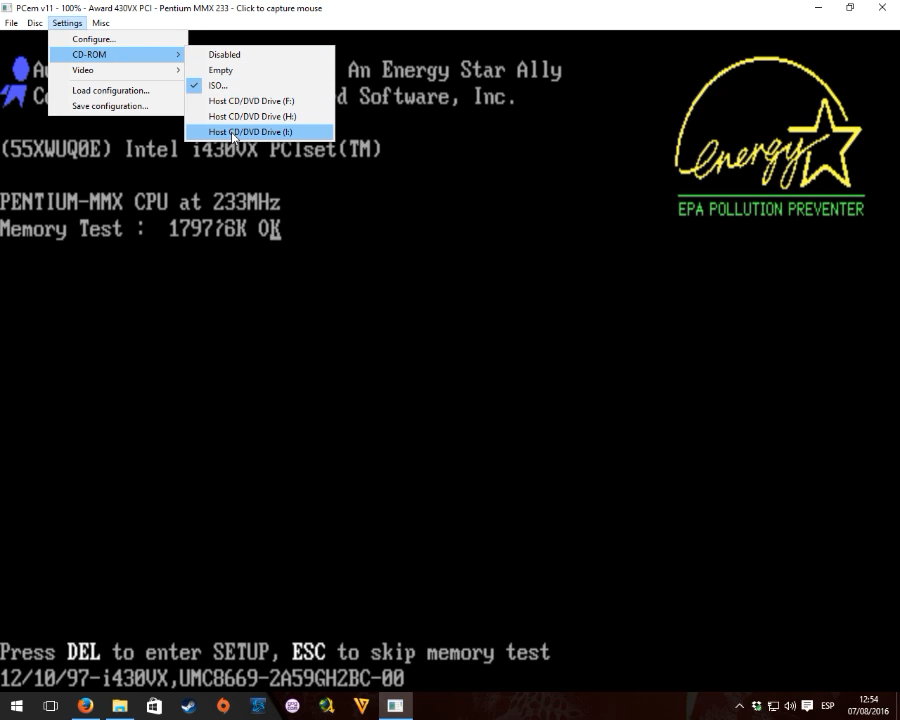 PCem v11 - 100% - Award 430VX PCI - Pentium MMX 233 - Click to capture mouse
File Disc Settings Misc
Configure...
CD-ROM
Video
Load configuration...
Save configuration...
Disabled
Empty
ISO...
Host CD/DVD Drive (F:)
Host CD/DVD Drive (H:)
Host CD/DVD Drive (I:)
An Energy Star Ally
d Software, Inc.
energy
EPA POLLUTION PREVENTER
(55XWUQ0E) Intel i430VX PCIset(TM)
PENTIUM-MMX CPU at 233MHz
Memory Test : OK
Press DEL to enter SETUP, ESC to skip memory test
12/10/97-i430VX,UMC8669-2A59GH2BC-00
ESP
12:54
07/08/2016